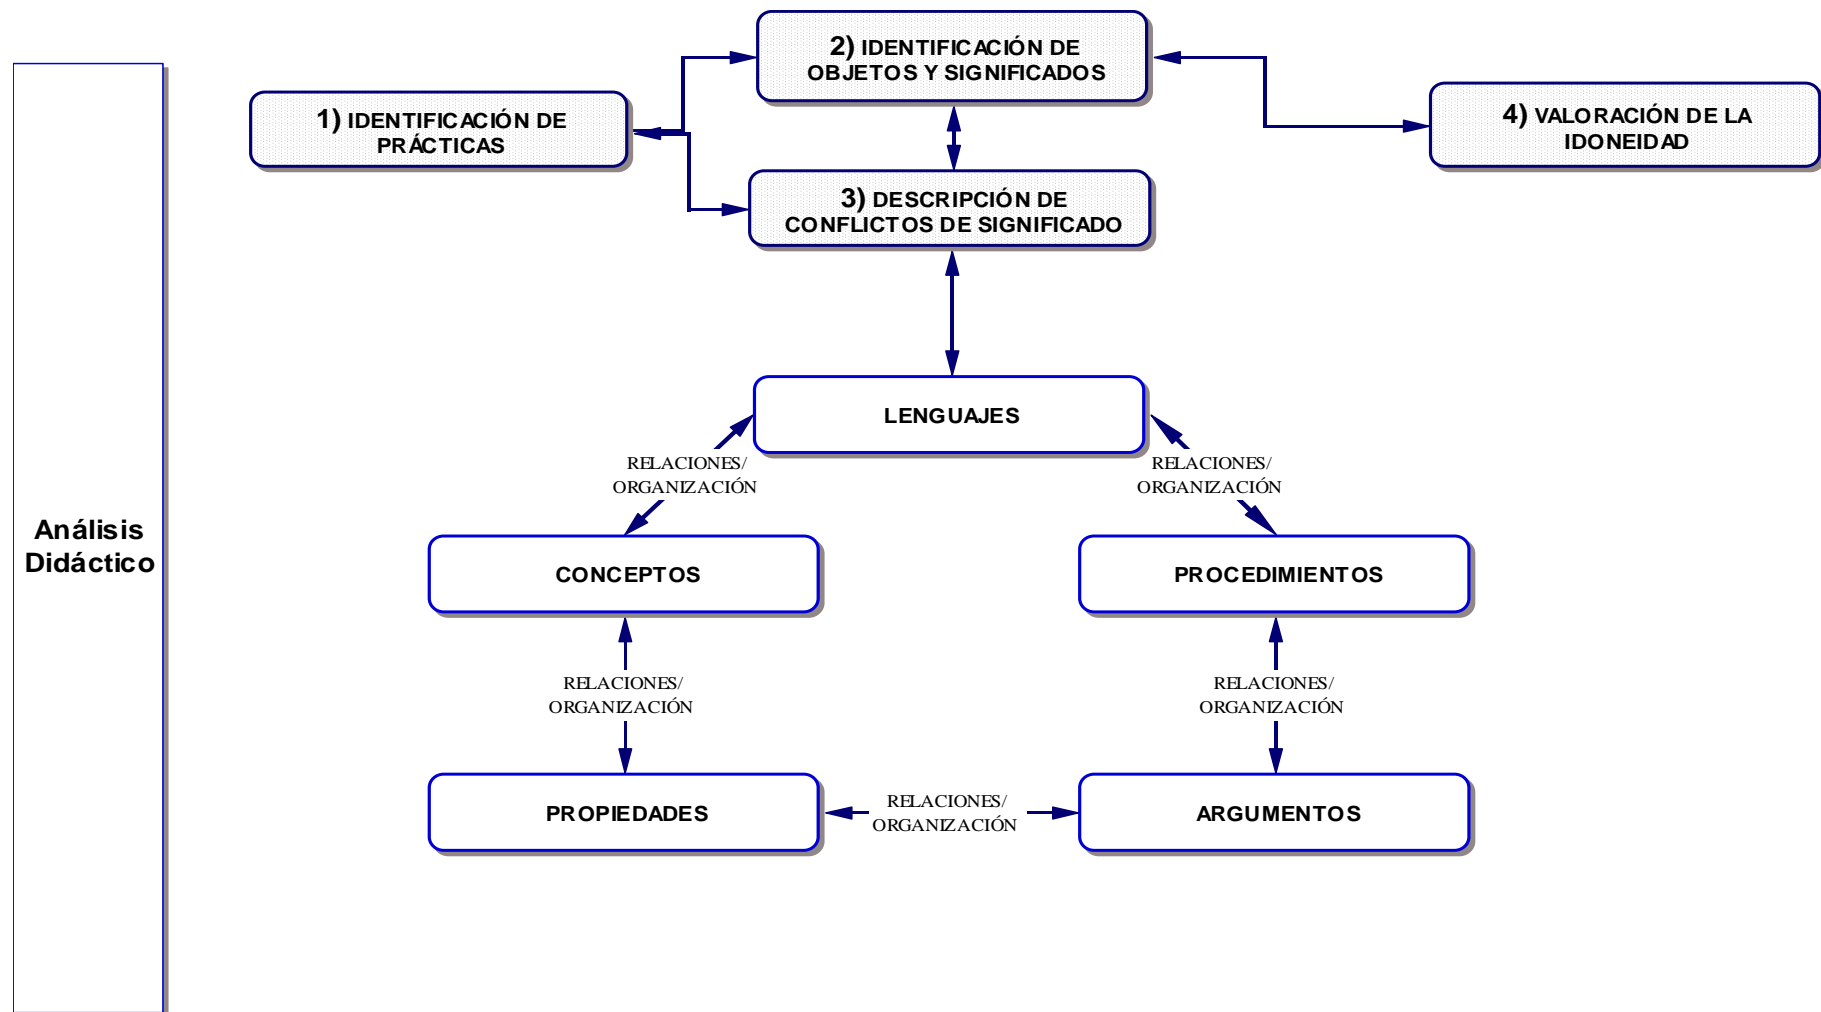 2) IDENTIFICACIÓN DE
OBJETOS Y SIGNIFICADOS
1) IDENTIFICACIÓN DE
PRÁCTICAS
4) VALORACIÓN DE LA
IDONEIDAD
3) DESCRIPCIÓN DE
CONFLICTOS DE SIGNIFICADO
LENGUAJES
RELACIONES/
ORGANIZACIÓN
RELACIONES/
ORGANIZACIÓN
Análisis
Didáctico
CONCEPTOS
PROCEDIMIENTOS
RELACIONES/
ORGANIZACIÓN
RELACIONES/
ORGANIZACIÓN
PROPIEDADES
RELACIONES/
ORGANIZACIÓN
ARGUMENTOS